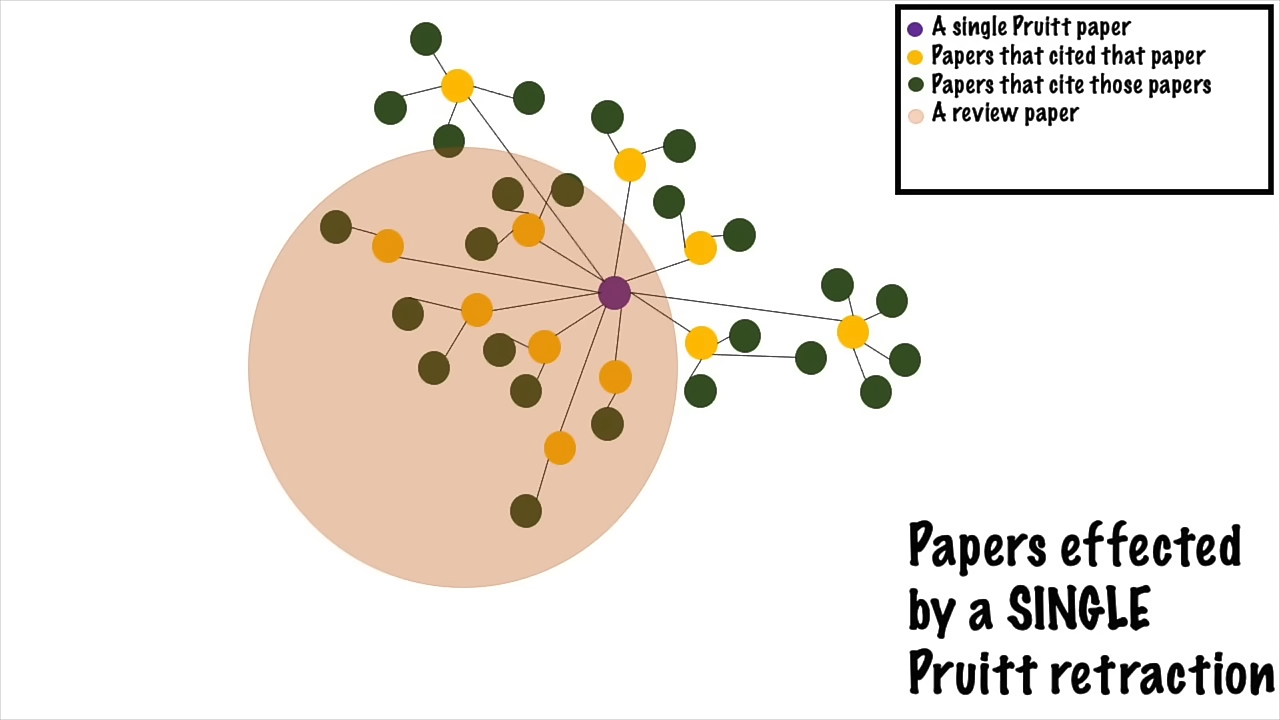 A single Pruitt paper
Papers that cited that paper
Papers that cite those papers
A review paper
Papers effected
by a SINGLE
Pruitt retraction